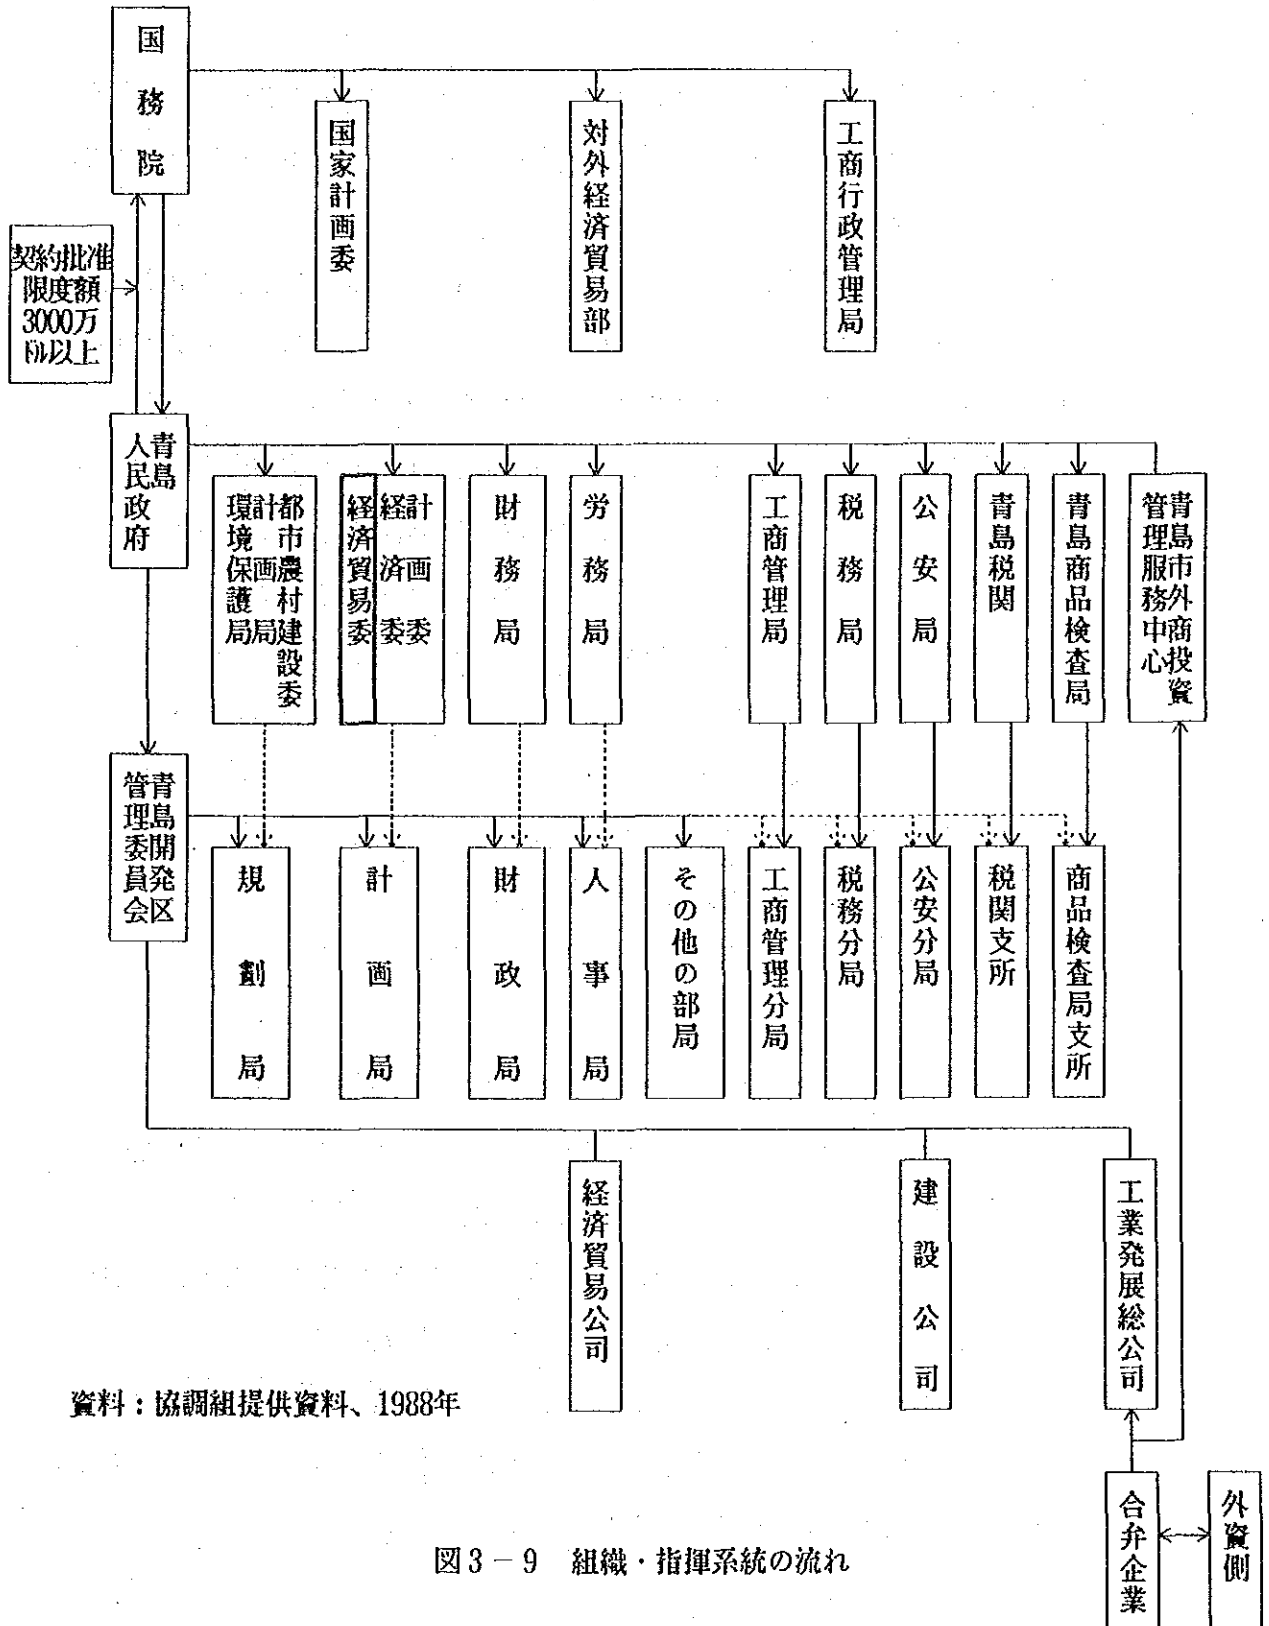 国務院
国家計画委
対外経済貿易部
工商行政管理局
契約批准
限度額
3000万
ドル以上
青島
人民政府
都市農村建設委
計画局
環境保護局
計画委
経済委
経済貿易委
財務局
労務局
工商管理局
税務局
公安局
青島税関
青島商品検査局
青島市外商投資
管理服務中心
青島開発区
管理委員会
規劃局
計画局
財政局
人事局
その他の部局
工商管理分局
税務分局
公安分局
税関支所
商品検査局支所
経済貿易公司
建設公司
工業発展総公司
資料：協調組提供資料、1988年
合弁企業
外資側
図3－9 組織・指揮系統の流れ